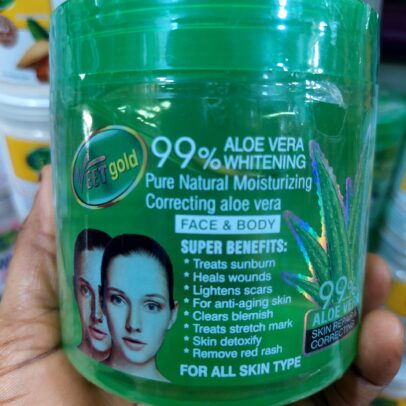 VEET gold
99% ALOE VERA
WHITENING
Pure Natural Moisturizing
Correcting aloe vera
FACE & BODY
SUPER BENEFITS:
* Treats sunburn
* Heals wounds
* Lightens scars
* For anti-aging skin
* Clears blemish
* Treats stretch mark
* Skin detoxify
* Remove red rash
FOR ALL SKIN TYPE
99%
ALOE VERA
SKIN REPAIR &
CORRECTING